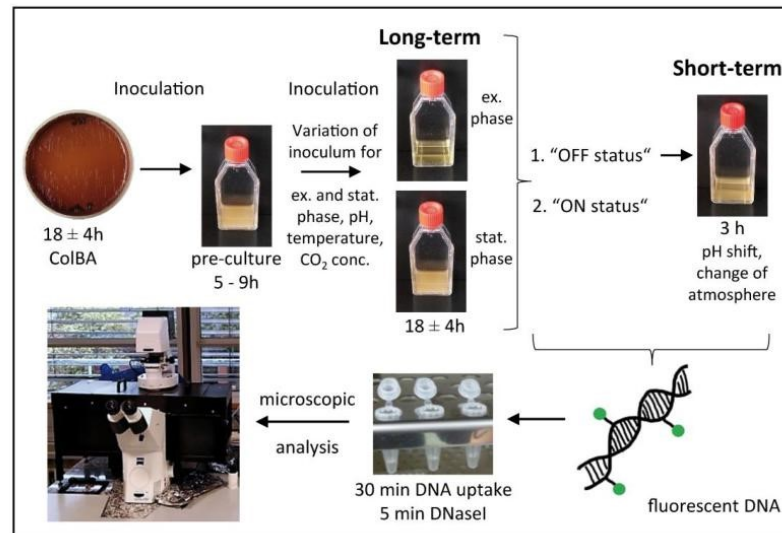 Inoculation
18 ± 4h
ColBA
pre-culture
5 - 9h
Inoculation
Variation of
inoculum for
ex. and stat.
phase, pH,
temperature,
CO₂ conc.
Long-term
ex.
phase
stat.
phase
18 ± 4h
1. “OFF status“
2. “ON status“
Short-term
3 h
pH shift,
change of
atmosphere
fluorescent DNA
30 min DNA uptake
5 min DNaseI
microscopic
analysis